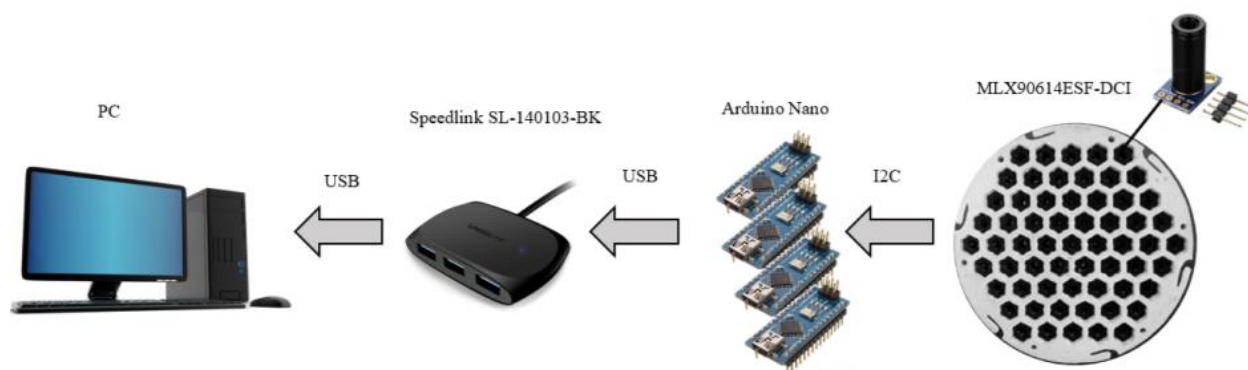 PC
USB
Speedlink SL-140103-BK
USB
Arduino Nano
I2C
MLX90614ESF-DCI